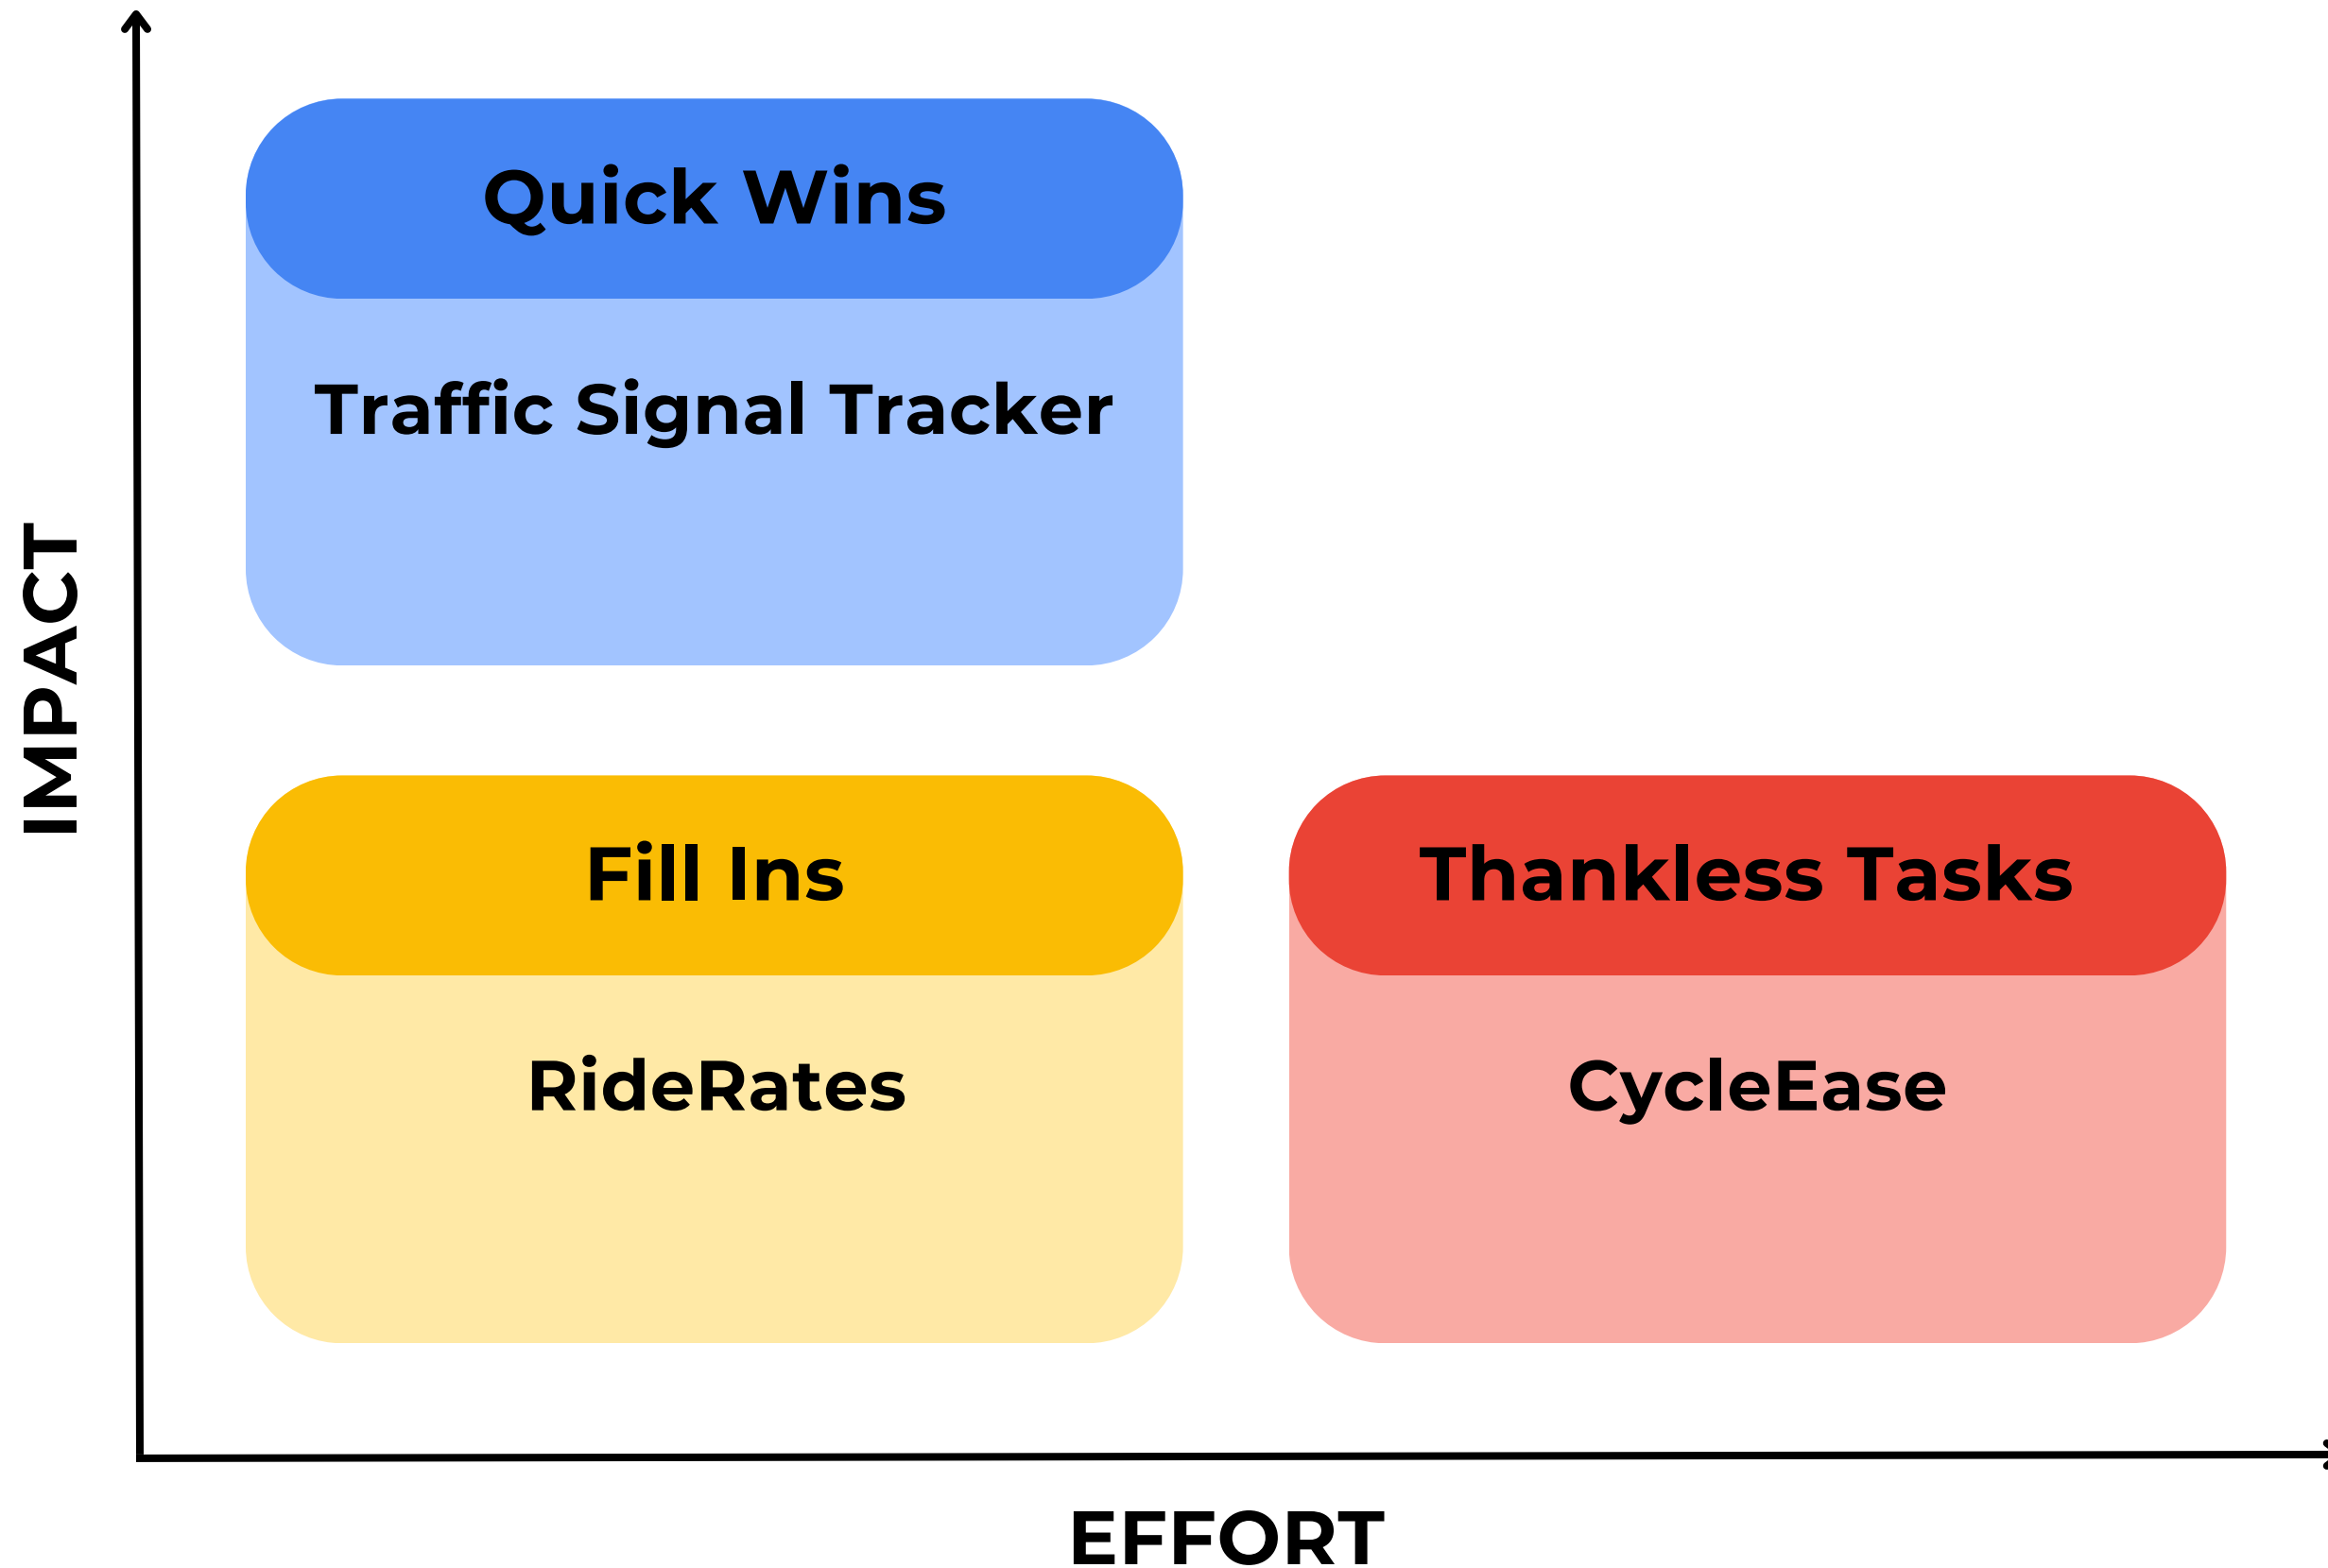 Quick Wins
Traffic Signal Tracker
IMPACT
Fill Ins
Thankless Tasks
RideRates
CycleEase
EFFORT